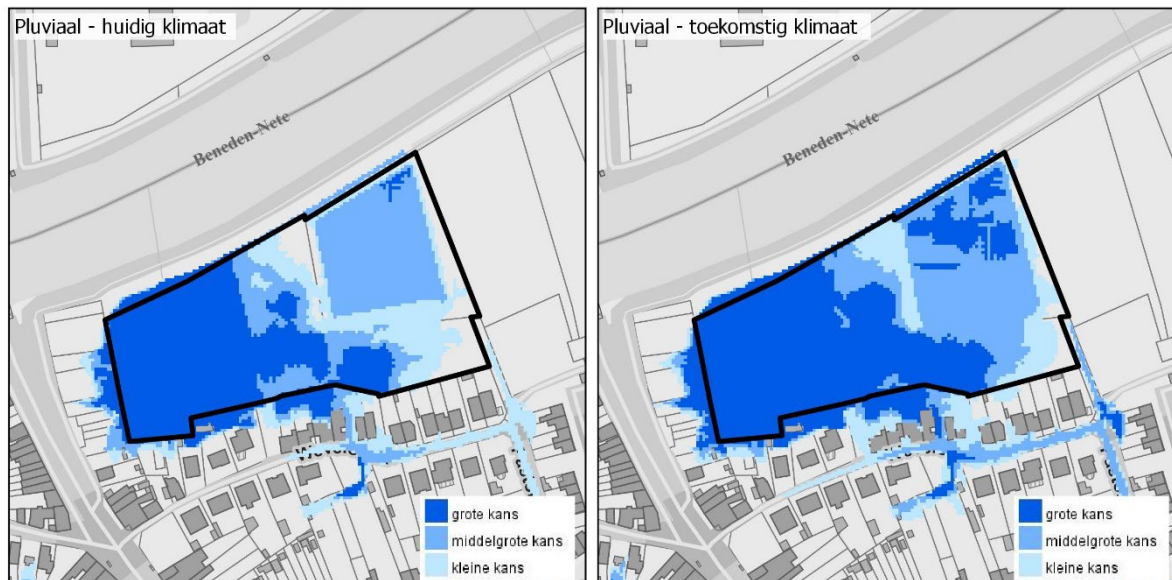 Pluviaal - huidig klimaat
Beneden-Nete
grote kans
middelgrote kans
kleine kans
Pluviaal - toekomstig klimaat
Beneden-Nete
grote kans
middelgrote kans
kleine kans